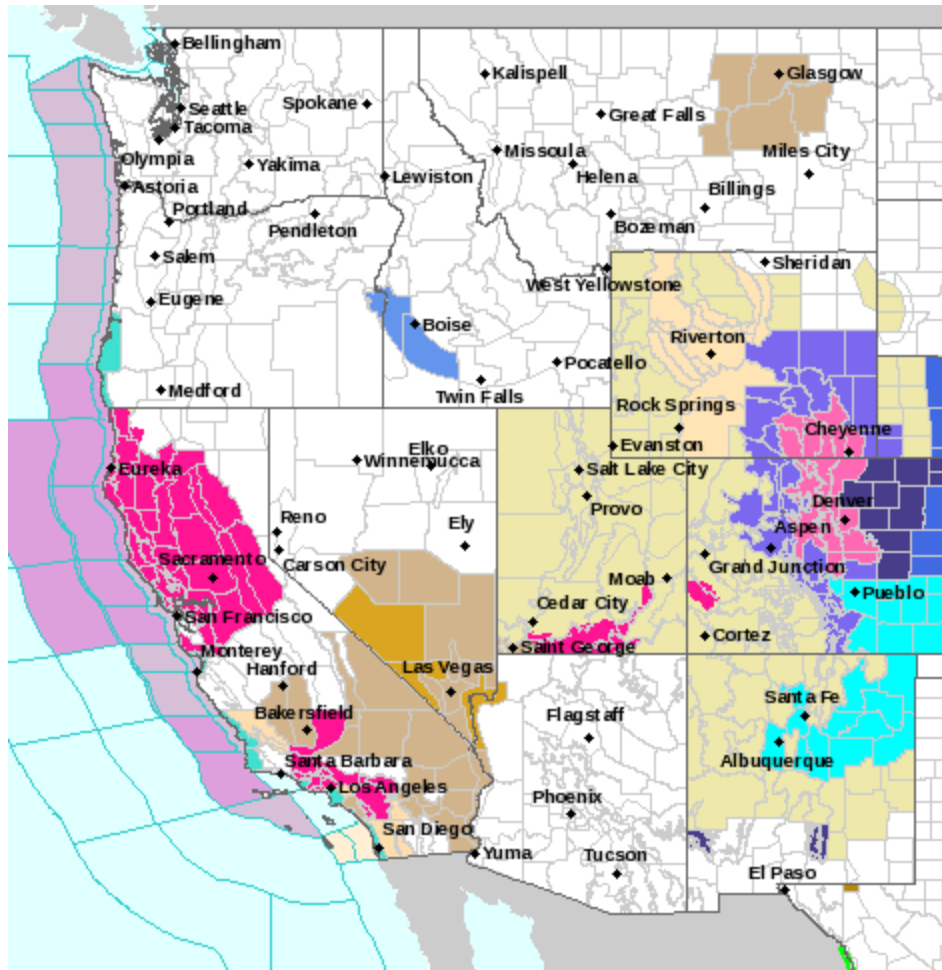 Bellingham
Kalispell
Glasgow
Spokane
Seattle
Great Falls
Tacoma
Olympia
Yakima
Missoula
Miles City
Helena
Lewiston
Astoria
Billings
Portland
Pendleton
Bozeman
Salem
Sheridan
West Yellowstone
Eugene
Boise
Riverton
Pocatello
Medford
Twin Falls
Rock Springs
Cheyenne
Elko
Evanston
Winnemucca
Eureka
Salt Lake City
Provo
Denver
Reno
Ely
Aspen
Sacramento
Carson City
Grand Junction
Moab
Pueblo
Cedar City
San Francisco
Cortez
Saint George
Monterey
Hanford
Las Vegas
Santa Fe
Bakersfield
Flagstaff
Albuquerque
Santa Barbara
Los Angeles
Phoenix
San Diego
Yuma
Tucson
El Paso